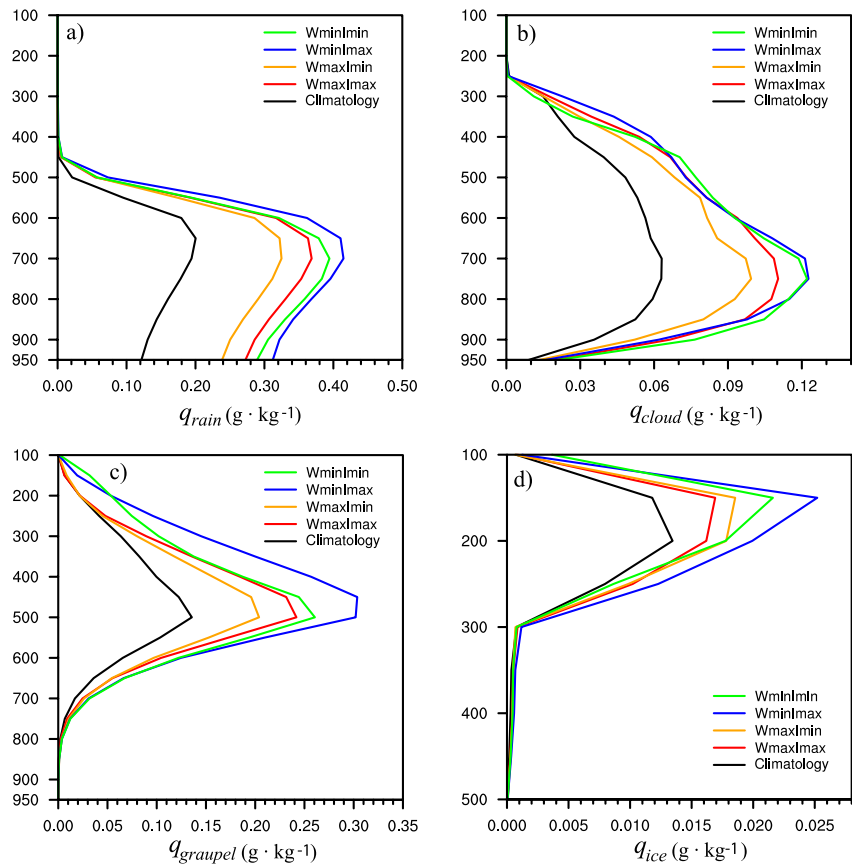 a)
WminImin
WminImax
WmaxImin
WmaxImax
Climatology
100
200
300
400
500
600
700
800
900
950
0.00 0.10 0.20 0.30 0.40 0.50
qrain (g · kg-1)
b)
WminImin
WminImax
WmaxImin
WmaxImax
Climatology
100
200
300
400
500
600
700
800
900
950
0.00 0.03 0.06 0.09 0.12
qcloud (g · kg-1)
c)
WminImin
WminImax
WmaxImin
WmaxImax
Climatology
100
200
300
400
500
600
700
800
900
950
0.00 0.05 0.10 0.15 0.20 0.25 0.30 0.35
qgraupel (g · kg-1)
d)
100
200
300
400
500
WminImin
WminImax
WmaxImin
WmaxImax
Climatology
0.000 0.005 0.010 0.015 0.020 0.025
qice (g · kg-1)